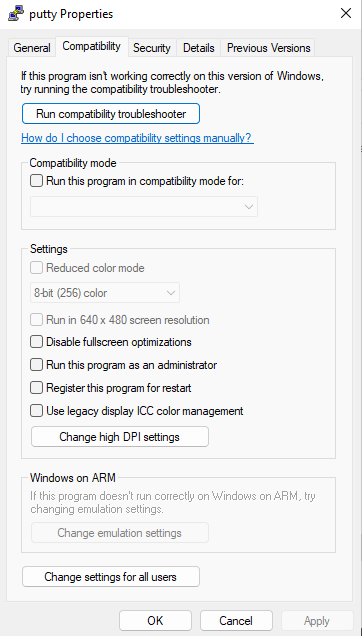 putty Properties
General
Compatibility
Security
Details
Previous Versions
If this program isn't working correctly on this version of Windows,
try running the compatibility troubleshooter.
Run compatibility troubleshooter
How do I choose compatibility settings manually?
Compatibility mode
Run this program in compatibility mode for:
Settings
Reduced color mode
8-bit (256) color
Run in 640 x 480 screen resolution
Disable fullscreen optimizations
Run this program as an administrator
Register this program for restart
Use legacy display ICC color management
Change high DPI settings
Windows on ARM
If this program doesn't run correctly on Windows on ARM, try
changing emulation settings.
Change emulation settings
Change settings for all users
OK
Cancel
Apply